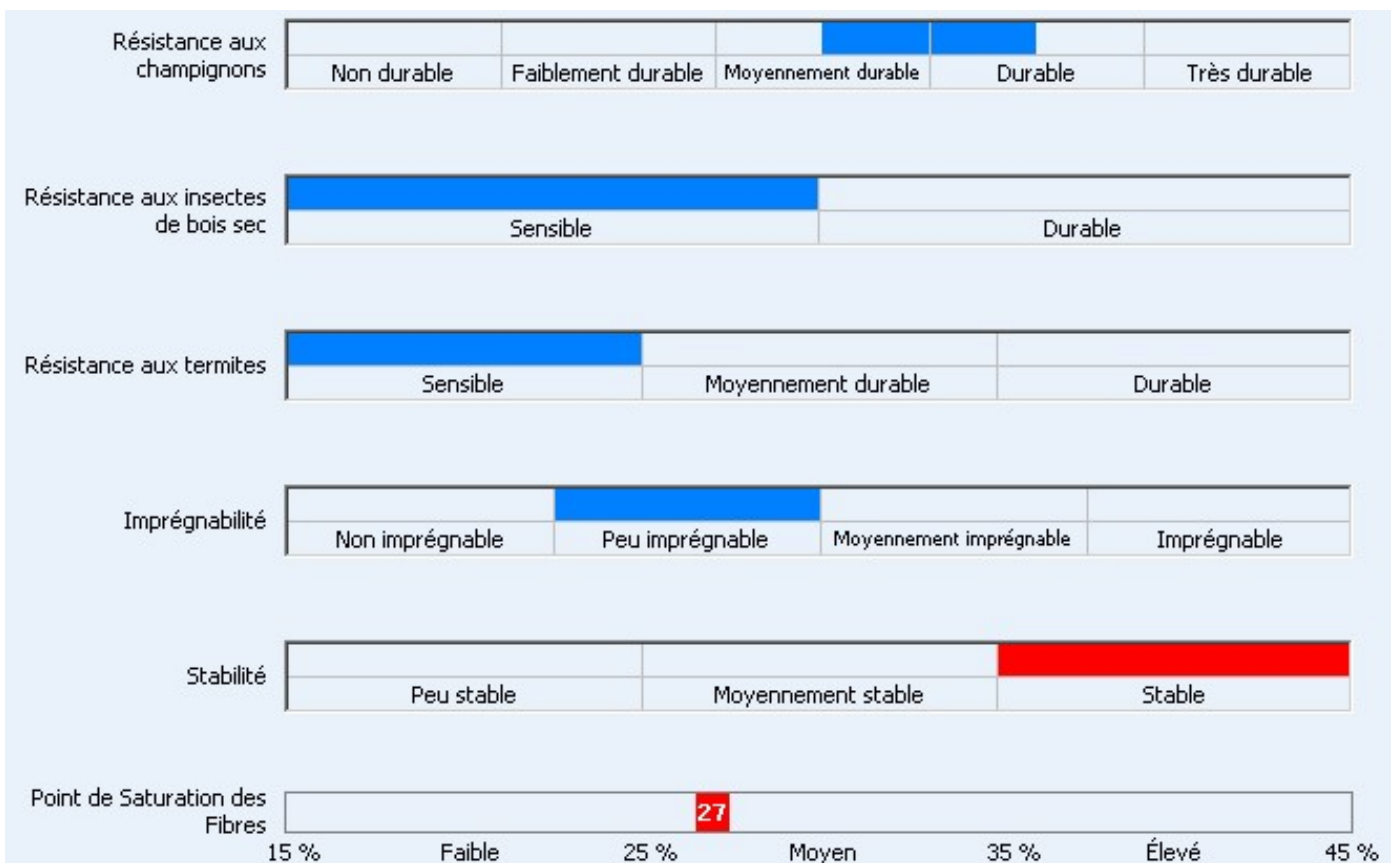 Résistance aux
champignons
Non durable Faiblement durable Moyennement durable Durable Très durable
Résistance aux insectes
de bois sec
Sensible Durable
Résistance aux termites
Sensible Moyennement durable Durable
Imprégnabilité
Non imprégnable Peu imprégnable Moyennement imprégnable Imprégnable
Stabilité
Peu stable Moyennement stable Stable
Point de Saturation des
Fibres
27
15 % Faible 25 % Moyen 35 % Élevé 45 %